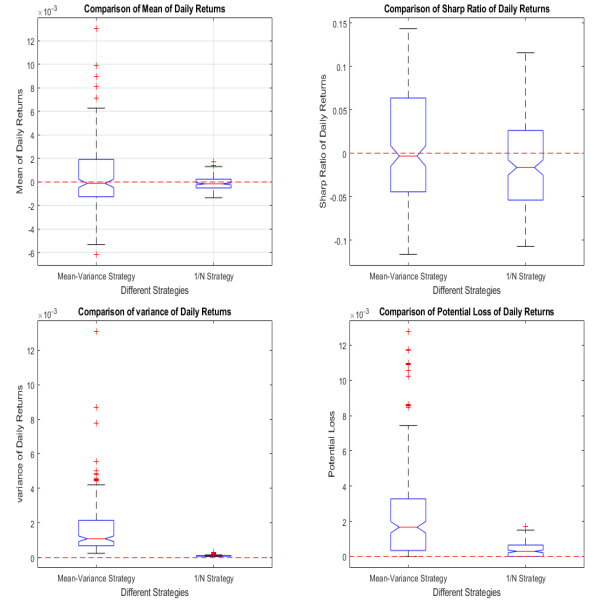 Comparison of Mean of Daily Returns
×10⁻³
12
10
8
6
4
2
0
-2
-4
-6
Mean of Daily Returns
Mean-Variance Strategy 1/N Strategy
Different Strategies
Comparison of Sharp Ratio of Daily Returns
0.15
0.1
0.05
0
-0.05
-0.1
Sharp Ratio of Daily Returns
Mean-Variance Strategy 1/N Strategy
Different Strategies
Comparison of variance of Daily Returns
×10⁻³
12
10
8
6
4
2
0
variance of Daily Returns
Mean-Variance Strategy 1/N Strategy
Different Strategies
Comparison of Potential Loss of Daily Returns
×10⁻³
12
10
8
6
4
2
0
Potential Loss
Mean-Variance Strategy 1/N Strategy
Different Strategies